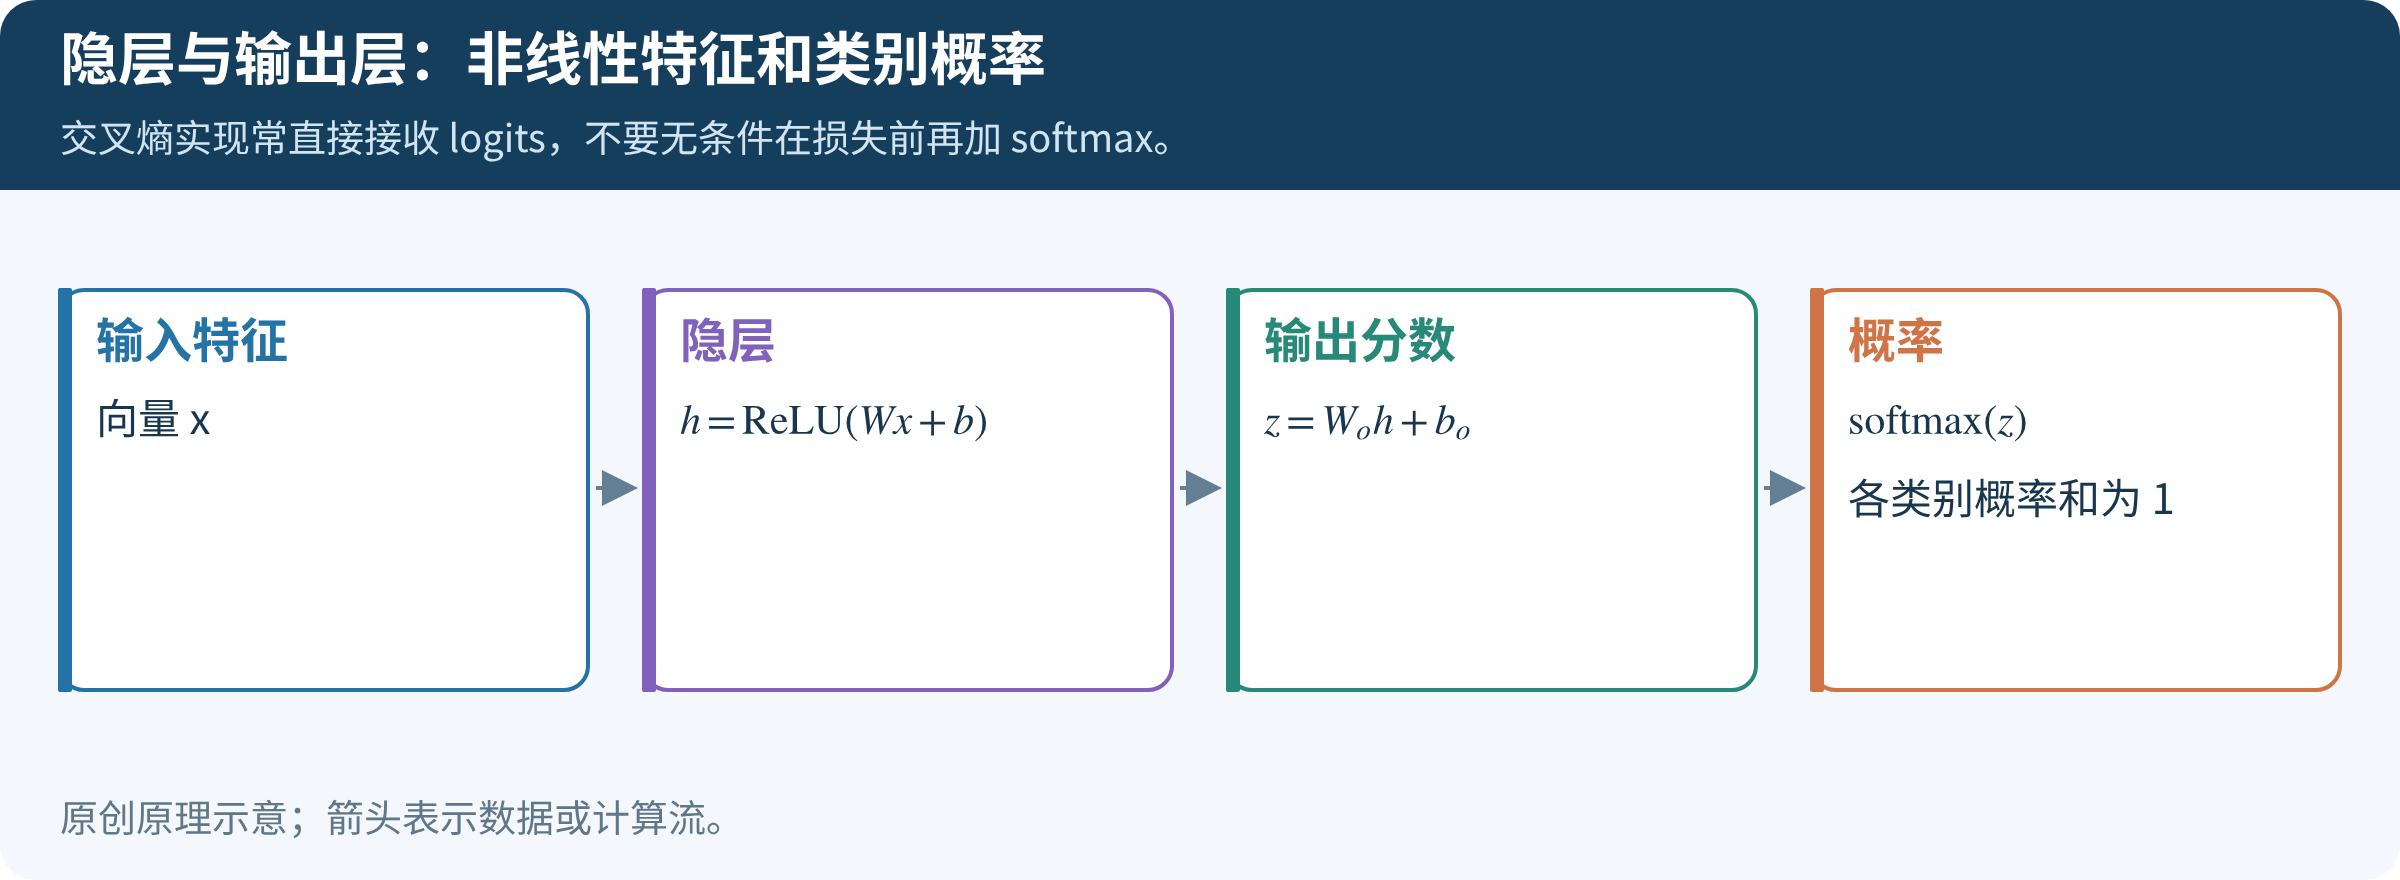 隐层与输出层：非线性特征和类别概率
交叉熵实现常直接接收 logits，不要无条件在损失前再加 softmax。
输入特征
向量 x
隐层
h = ReLU(Wx + b)
输出分数
z = Wₒh + bₒ
概率
softmax(z)
各类别概率和为 1
原创原理示意；箭头表示数据或计算流。